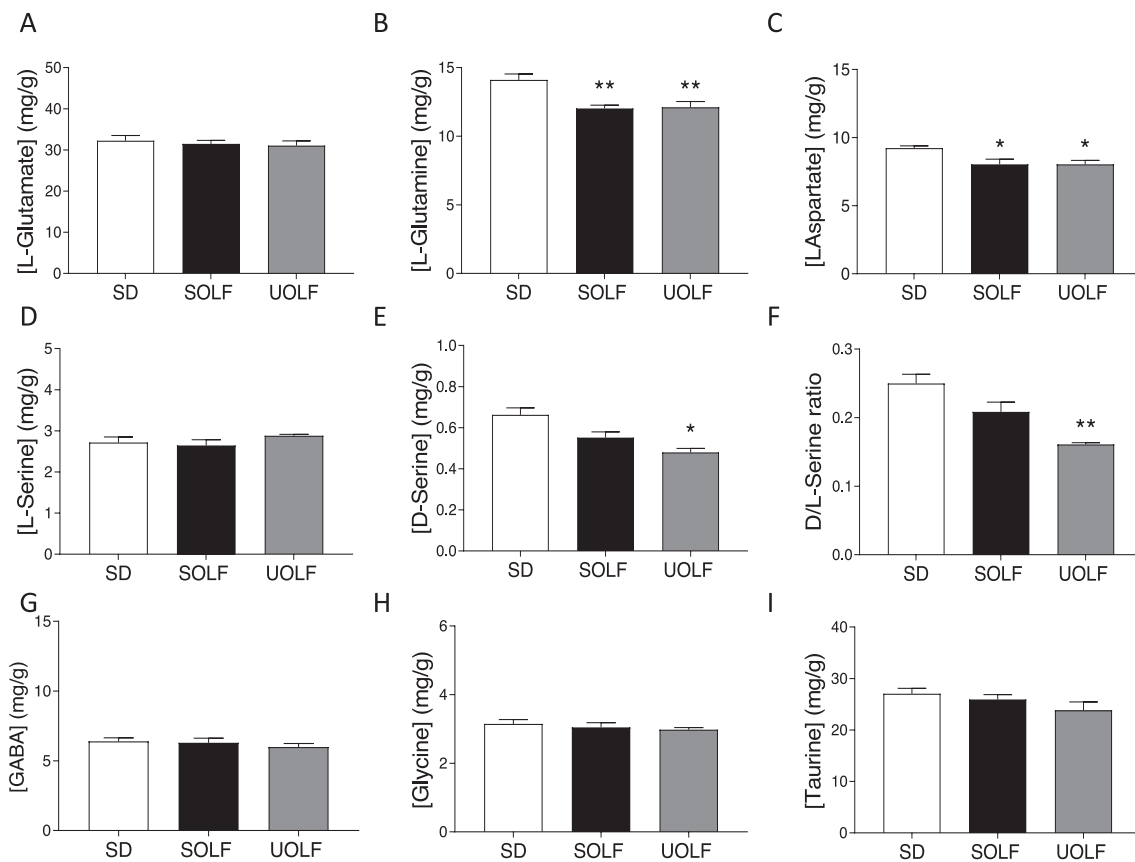 A
[L-Glutamate] (mg/g)
50
40
30
20
10
0
SD SOLF UOLF
B
[L-Glutamine] (mg/g)
15
10
5
0
** **
SD SOLF UOLF
C
[LAspartate] (mg/g)
15
10
5
0
* *
SD SOLF UOLF
D
[L-Serine] (mg/g)
5
4
3
2
1
0
SD SOLF UOLF
E
[D-Serine] (mg/g)
1.0
0.8
0.6
0.4
0.2
0.0
*
SD SOLF UOLF
F
D/L-Serine ratio
0.3
0.2
0.1
0.0
**
SD SOLF UOLF
G
[GABA] (mg/g)
15
10
5
0
SD SOLF UOLF
H
[Glycine] (mg/g)
6
4
2
0
SD SOLF UOLF
I
[Taurine] (mg/g)
40
30
20
10
0
SD SOLF UOLF